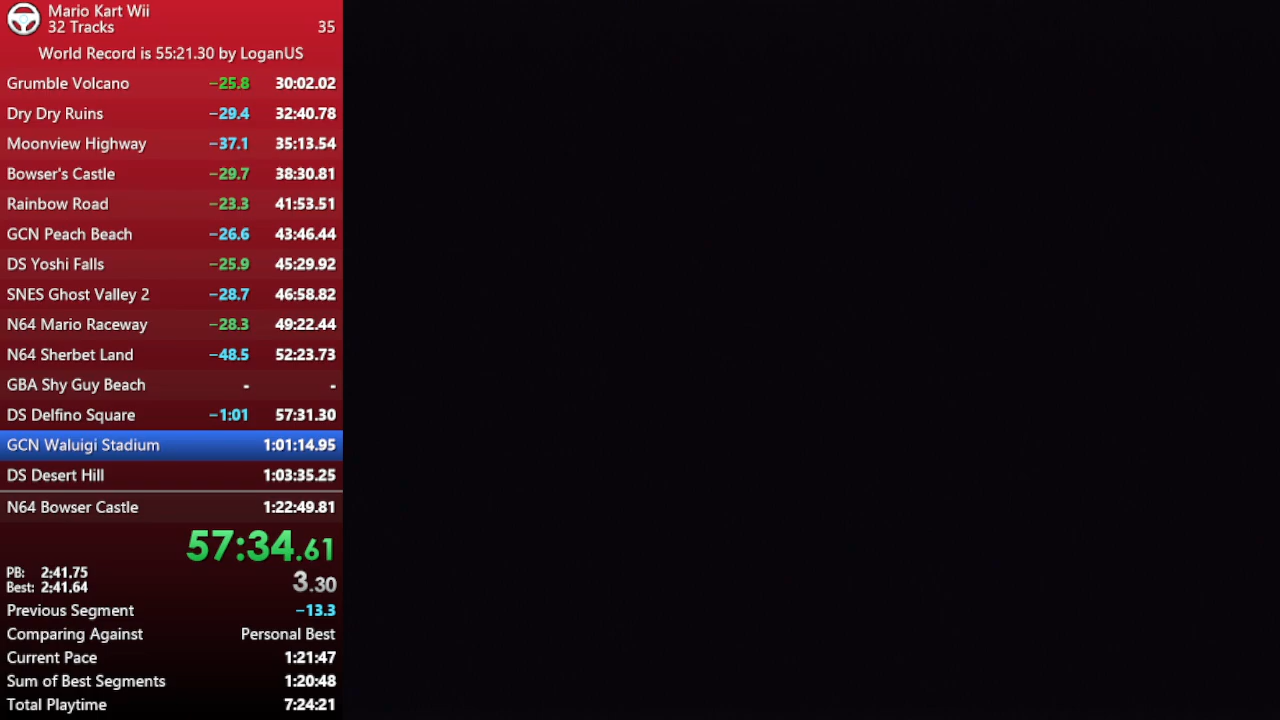 Mario Kart Wii
32 Tracks 35
World Record is 55:21.30 by LoganUS
Grumble Volcano −25.8 30:02.02
Dry Dry Ruins −29.4 32:40.78
Moonview Highway −37.1 35:13.54
Bowser's Castle −29.7 38:30.81
Rainbow Road −23.3 41:53.51
GCN Peach Beach −26.6 43:46.44
DS Yoshi Falls −25.9 45:29.92
SNES Ghost Valley 2 −28.7 46:58.82
N64 Mario Raceway −28.3 49:22.44
N64 Sherbet Land −48.5 52:23.73
GBA Shy Guy Beach - -
DS Delfino Square −1:01 57:31.30
GCN Waluigi Stadium 1:01:14.95
DS Desert Hill 1:03:35.25
N64 Bowser Castle 1:22:49.81
57:34.61
PB: 2:41.75
Best: 2:41.64 3.30
Previous Segment −13.3
Comparing Against Personal Best
Current Pace 1:21:47
Sum of Best Segments 1:20:48
Total Playtime 7:24:21